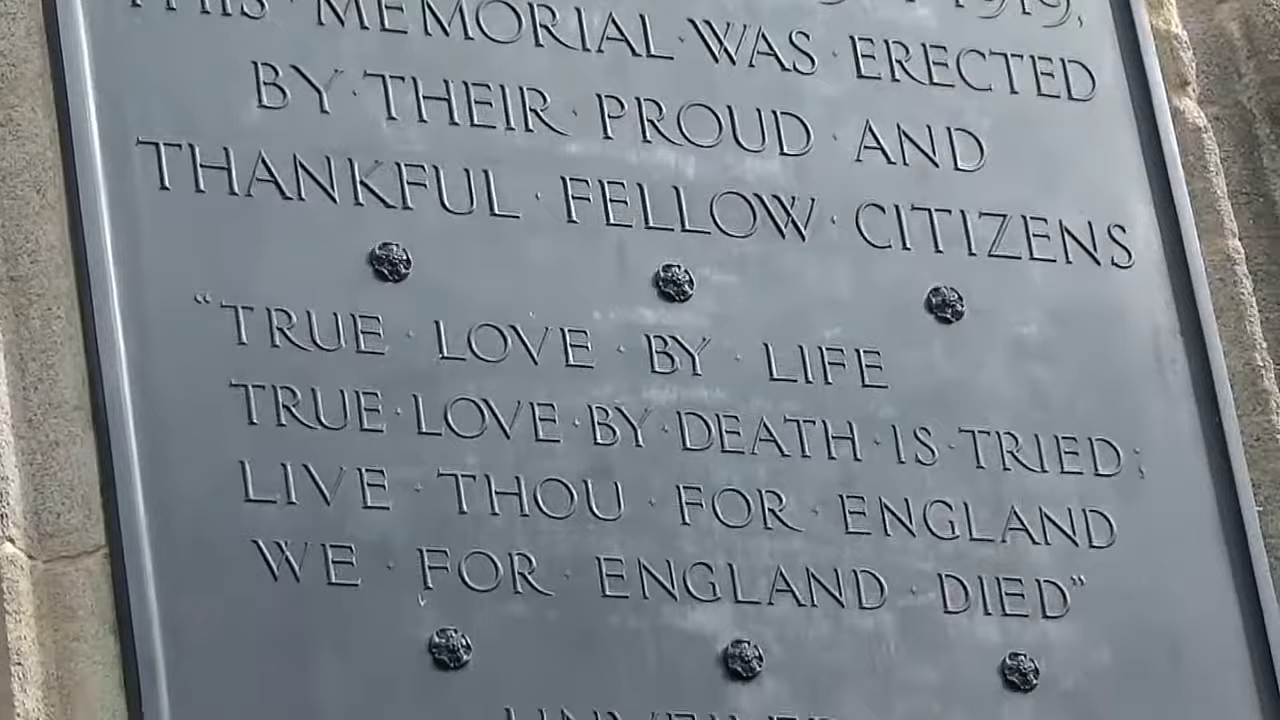 THIS · MEMORIAL · WAS · ERECTED
BY · THEIR · PROUD · AND
THANKFUL · FELLOW · CITIZENS
“TRUE · LOVE · BY · LIFE
TRUE · LOVE · BY · DEATH · IS · TRIED;
LIVE · THOU · FOR · ENGLAND
WE · FOR · ENGLAND · DIED”
UNVEILED